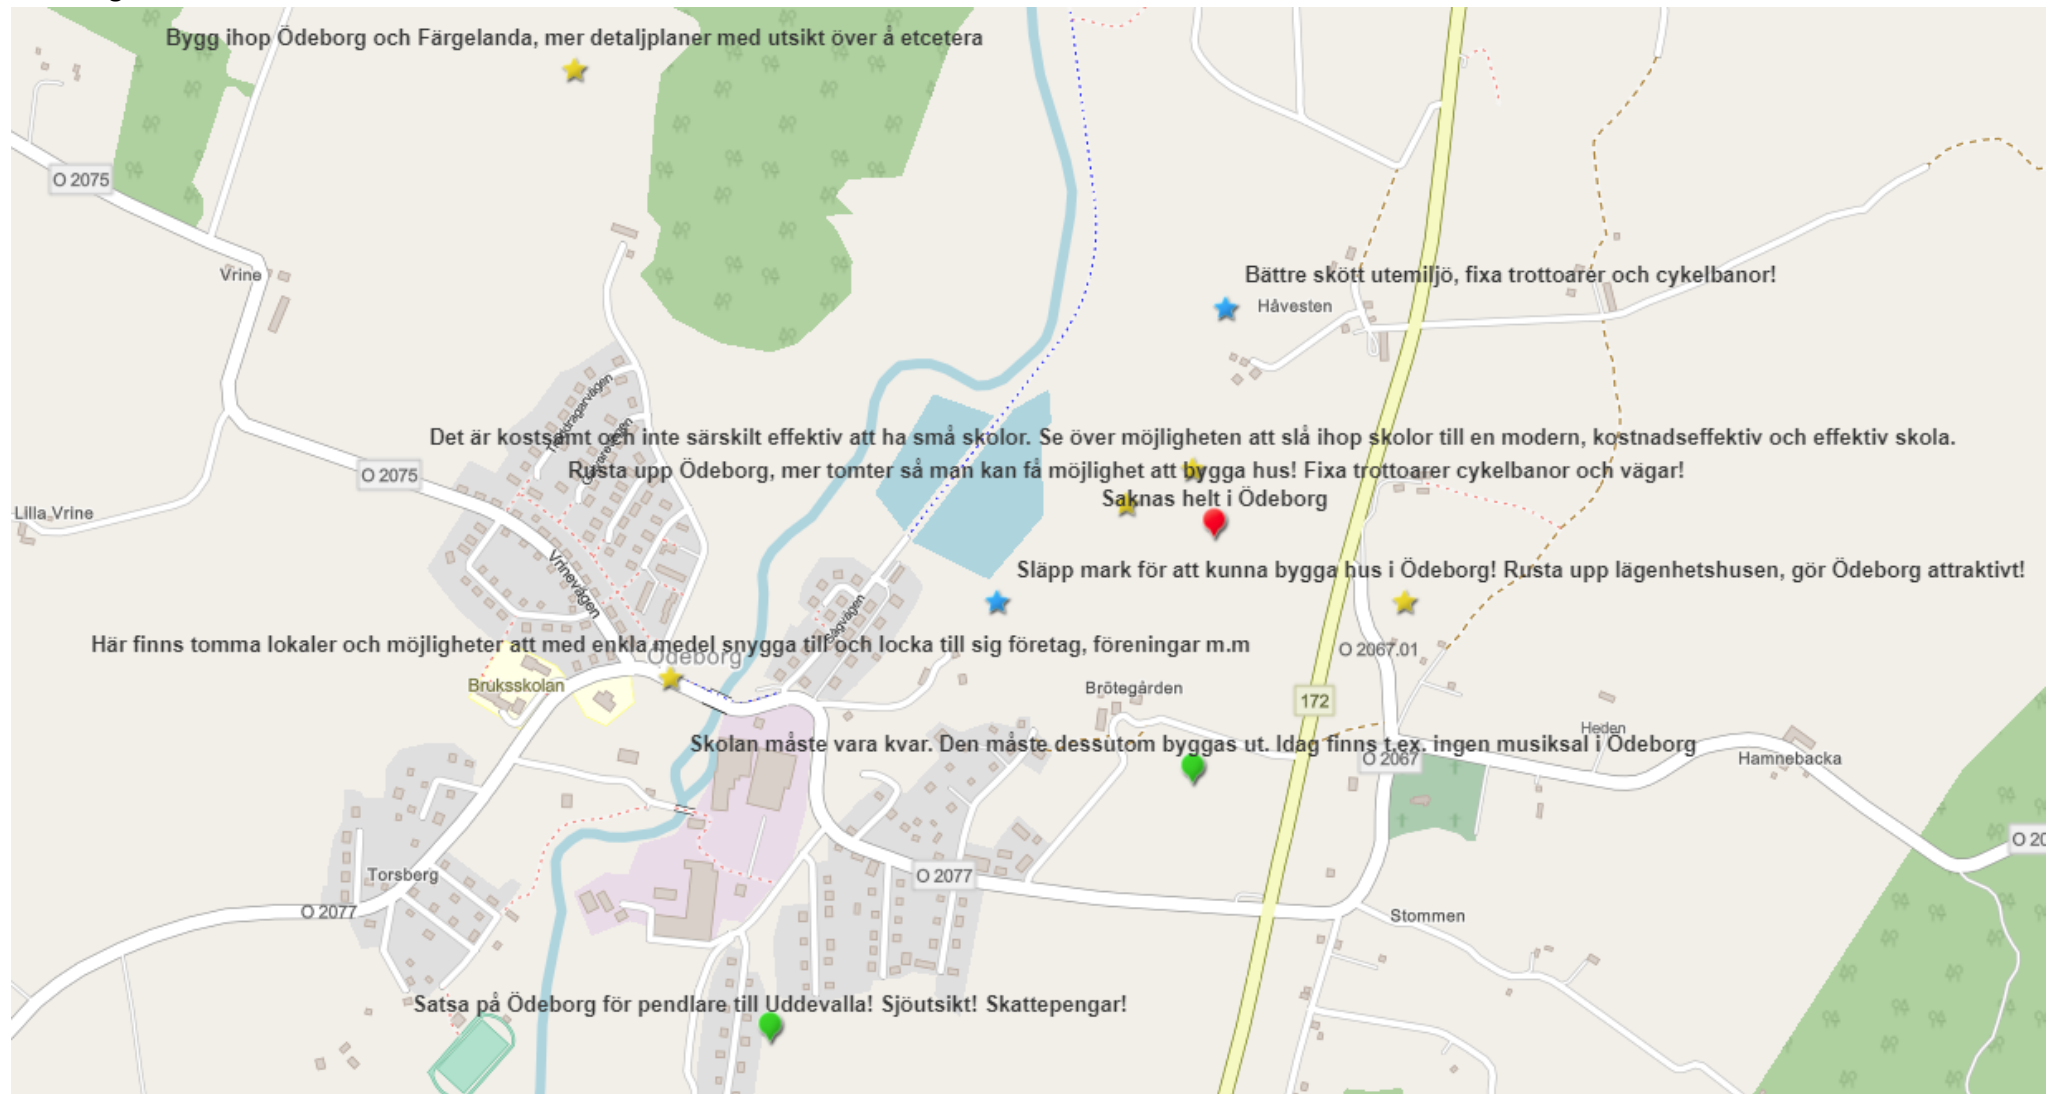 Bygg ihop Ödeborg och Färgelanda, mer detaljplaner med utsikt över å etcetera
O 2075
Vrine
Bättre skött utemiljö, fixa trottoarer och cykelbanor!
Håvesten
Det är kostsamt och inte särskilt effektiv att ha små skolor. Se över möjligheten att slå ihop skolor till en modern, kostnadseffektiv och effektiv skola.
O 2075
Rusta upp Ödeborg, mer tomter så man kan få möjlighet att bygga hus! Fixa trottoarer cykelbanor och vägar!
Saknas helt i Ödeborg
Lilla Vrine
Vrinevägen
Släpp mark för att kunna bygga hus i Ödeborg! Rusta upp lägenhetshusen, gör Ödeborg attraktivt!
Sågvägen
Här finns tomma lokaler och möjligheter att med enkla medel snygga till och locka till sig företag, föreningar m.m
Ödeborg
O 2067.01
Bruksskolan
Brötegården
172
Heden
Skolan måste vara kvar. Den måste dessutom byggas ut. Idag finns t.ex. ingen musiksal i Ödeborg
O 2067
Hamnebacka
O 20
Torsberg
O 2077
O 2077
Stommen
Satsa på Ödeborg för pendlare till Uddevalla! Sjöutsikt! Skattepengar!